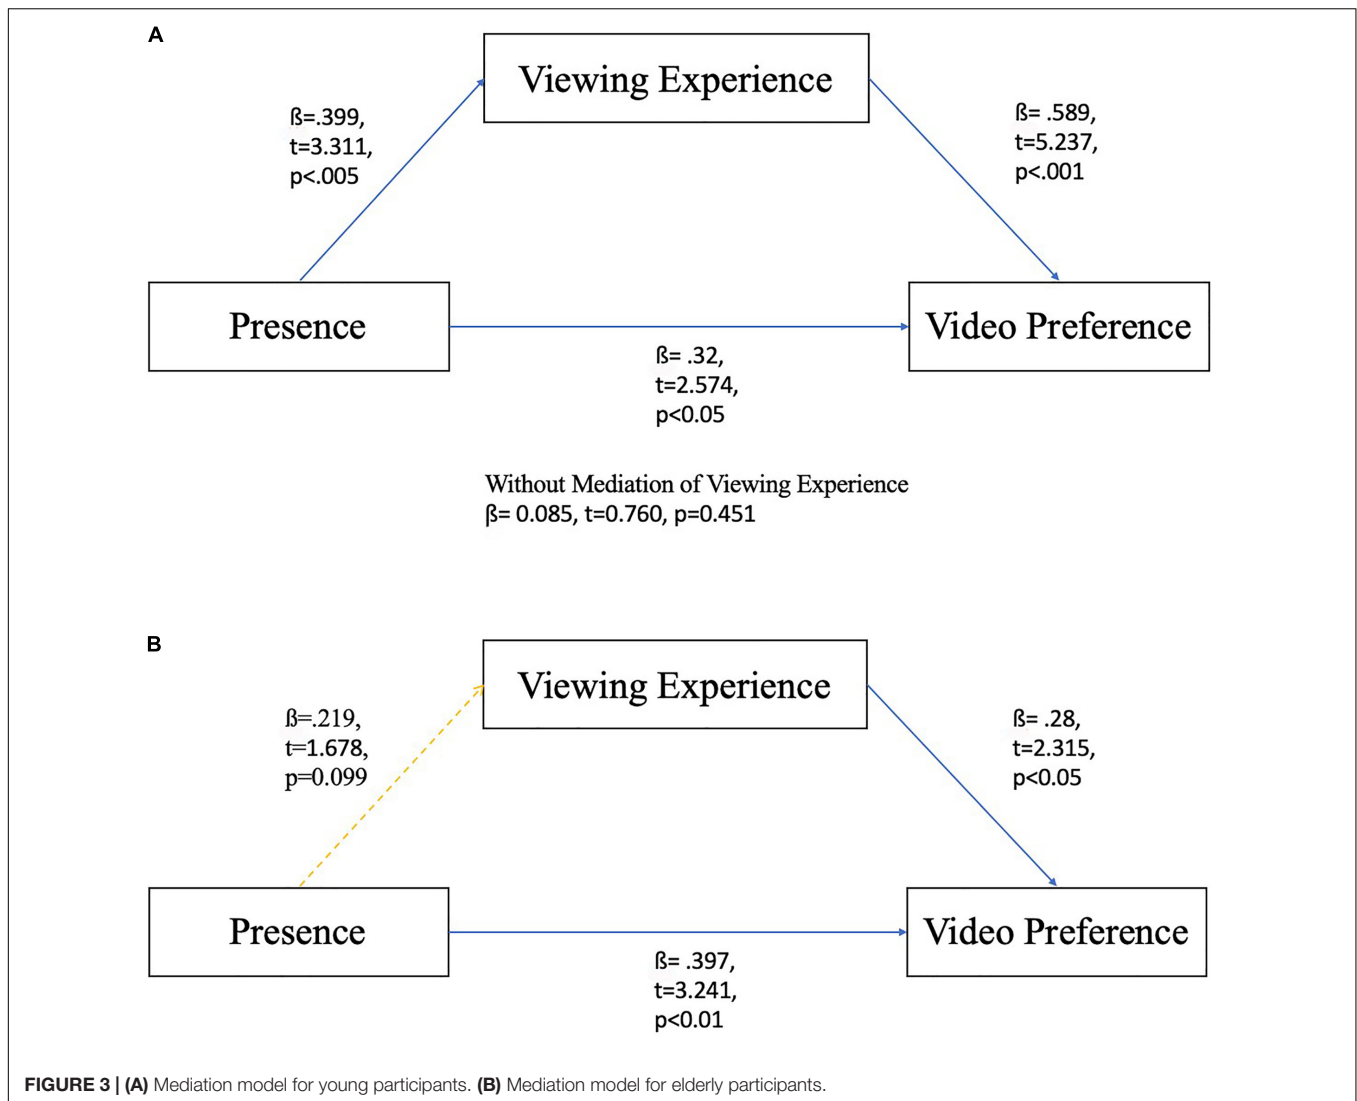 A
Viewing Experience
ß=.399,
t=3.311,
p<.005
ß= .589,
t=5.237,
p<.001
Presence
Video Preference
ß= .32,
t=2.574,
p<0.05
Without Mediation of Viewing Experience
ß= 0.085, t=0.760, p=0.451
B
Viewing Experience
ß=.219,
t=1.678,
p=0.099
ß= .28,
t=2.315,
p<0.05
Presence
Video Preference
ß= .397,
t=3.241,
p<0.01
FIGURE 3 | (A) Mediation model for young participants. (B) Mediation model for elderly participants.